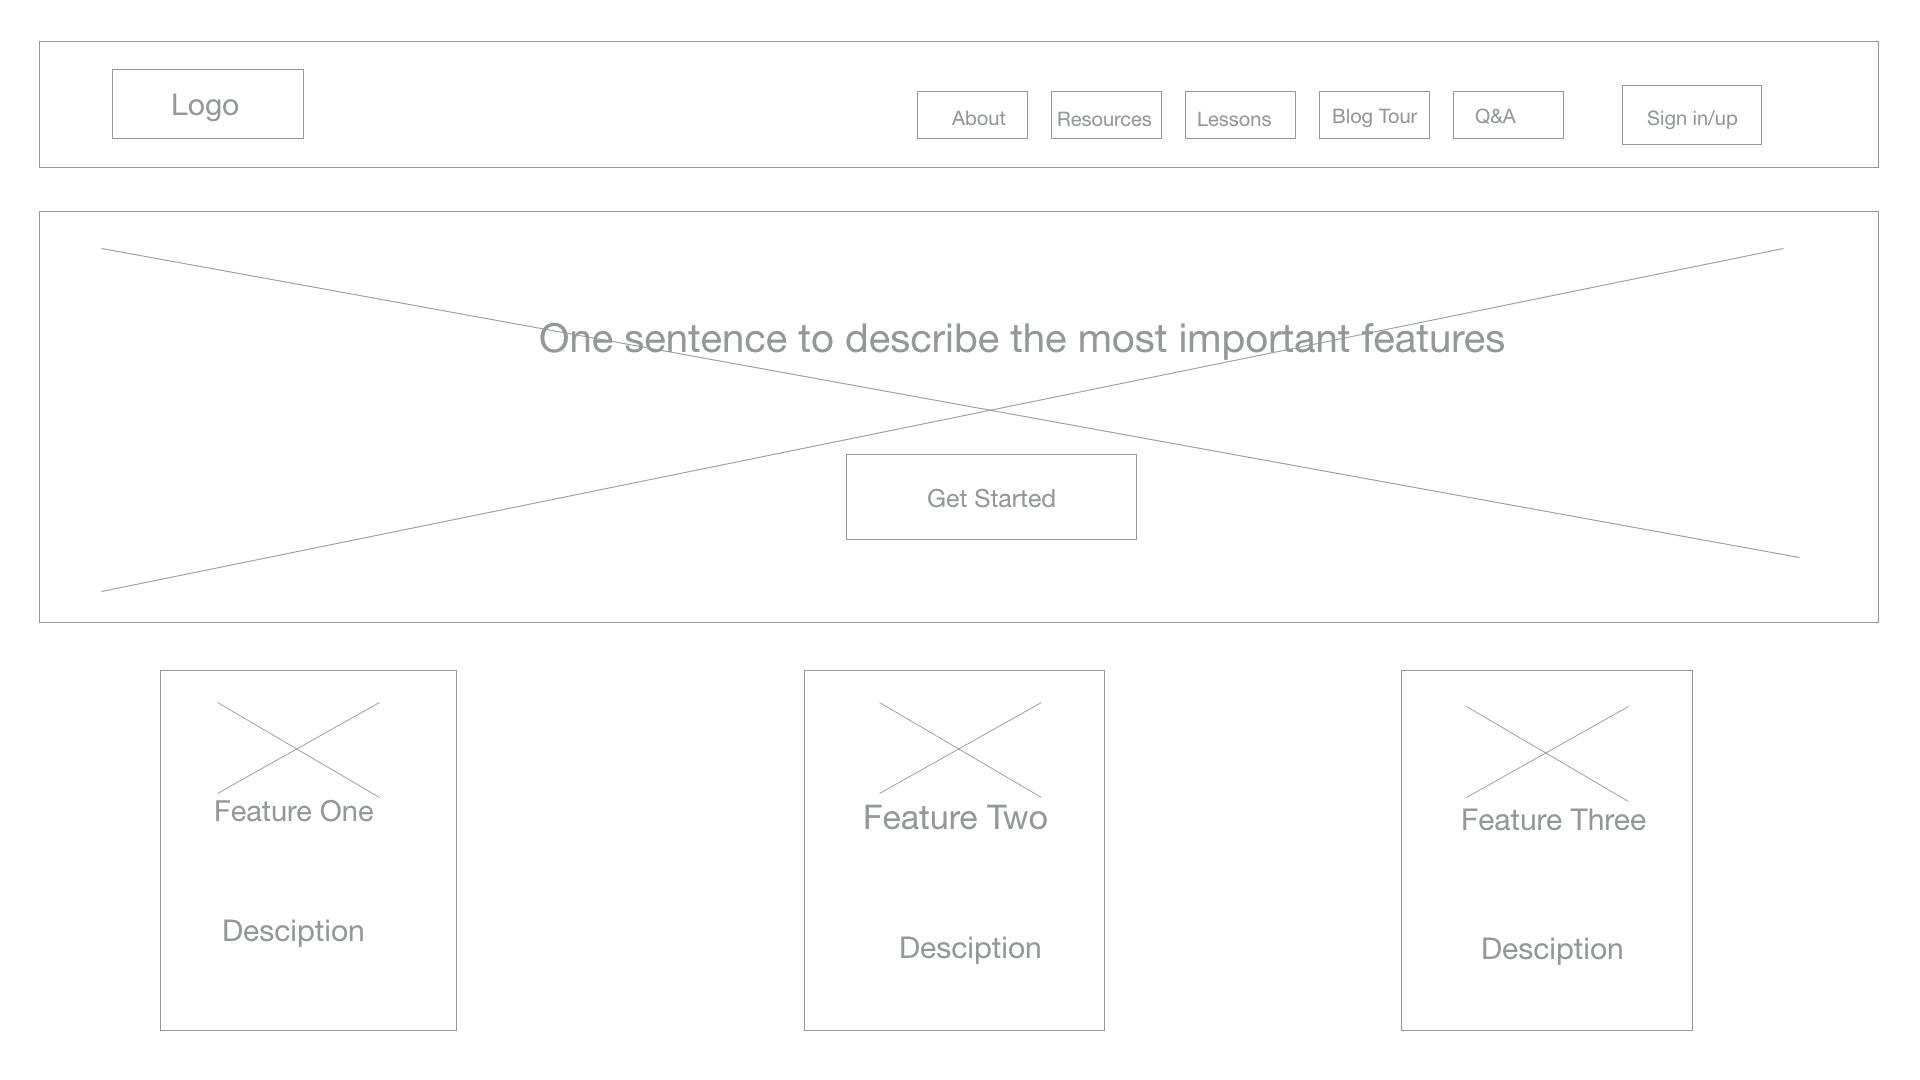 Logo
About
Resources
Lessons
Blog Tour
Q&A
Sign in/up
One sentence to describe the most important features
Get Started
Feature One
Desciption
Feature Two
Desciption
Feature Three
Desciption